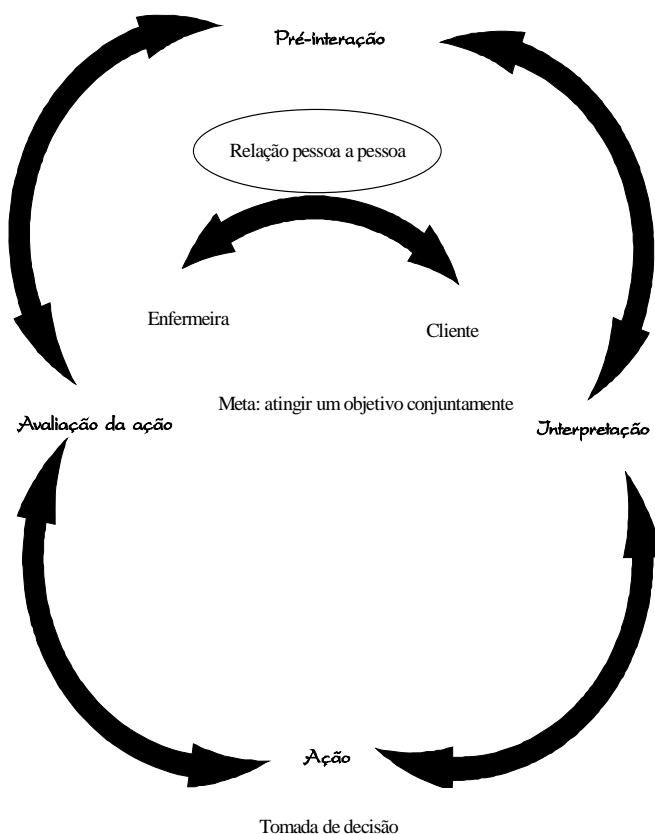 Pré-interação
Relação pessoa a pessoa
Enfermeira
Cliente
Meta: atingir um objetivo conjuntamente
Avaliação da ação
Interpretação
Ação
Tomada de decisão